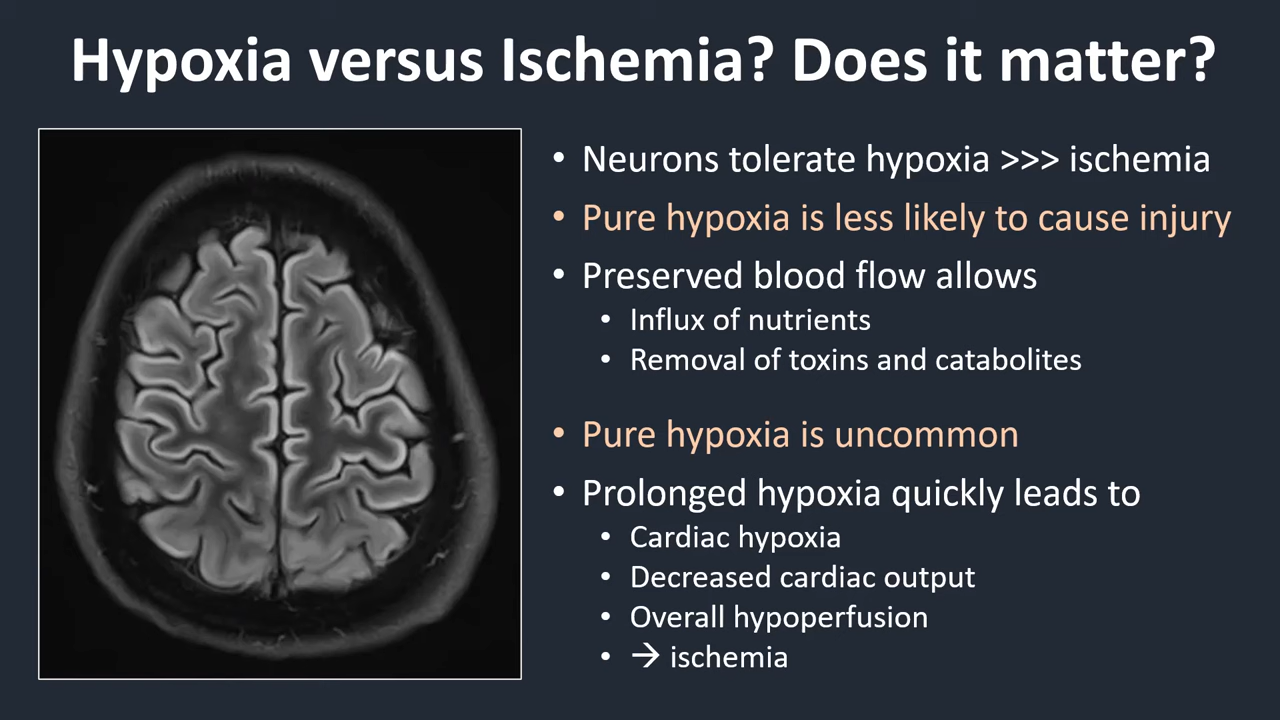 Hypoxia versus Ischemia? Does it matter?
• Neurons tolerate hypoxia >>> ischemia
• Pure hypoxia is less likely to cause injury
• Preserved blood flow allows
• Influx of nutrients
• Removal of toxins and catabolites
• Pure hypoxia is uncommon
• Prolonged hypoxia quickly leads to
• Cardiac hypoxia
• Decreased cardiac output
• Overall hypoperfusion
• → ischemia